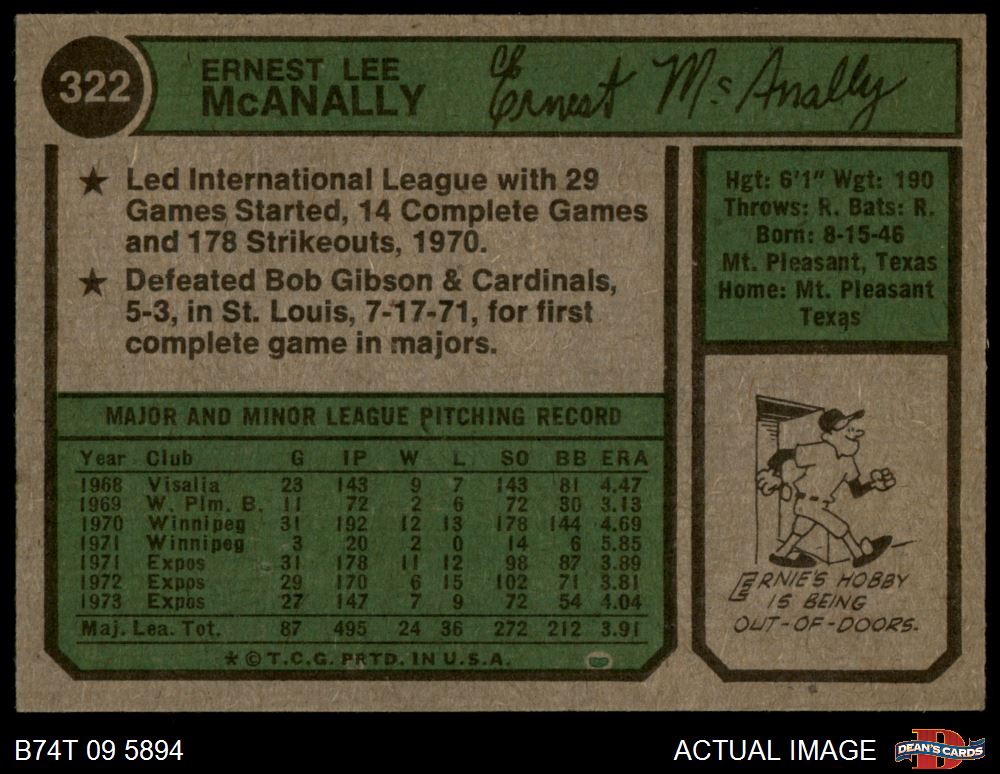 322
ERNEST LEE
McANALLY
Ernest McAnally
★ Led International League with 29
Games Started, 14 Complete Games
and 178 Strikeouts, 1970.
★ Defeated Bob Gibson & Cardinals,
5-3, in St. Louis, 7-17-71, for first
complete game in majors.
Hgt: 6'1" Wgt: 190
Throws: R. Bats: R.
Born: 8-15-46
Mt. Pleasant, Texas
Home: Mt. Pleasant
Texas
MAJOR AND MINOR LEAGUE PITCHING RECORD
Year Club G IP W L SO BB ERA
1968 Visalia 23 143 9 7 143 81 4.47
1969 W. Plm. B. 11 72 2 6 72 30 3.13
1970 Winnipeg 31 192 12 13 178 144 4.69
1971 Winnipeg 3 20 2 0 14 6 5.85
1971 Expos 31 178 11 12 98 87 3.89
1972 Expos 29 170 6 15 102 71 3.81
1973 Expos 27 147 7 9 72 54 4.04
Maj. Lea. Tot. 87 495 24 36 272 212 3.91
* © T.C.G. PRTD. IN U.S.A.
ERNIE'S HOBBY
IS BEING
OUT-OF-DOORS.
B74T 09 5894
ACTUAL IMAGE
DEAN'S CARDS